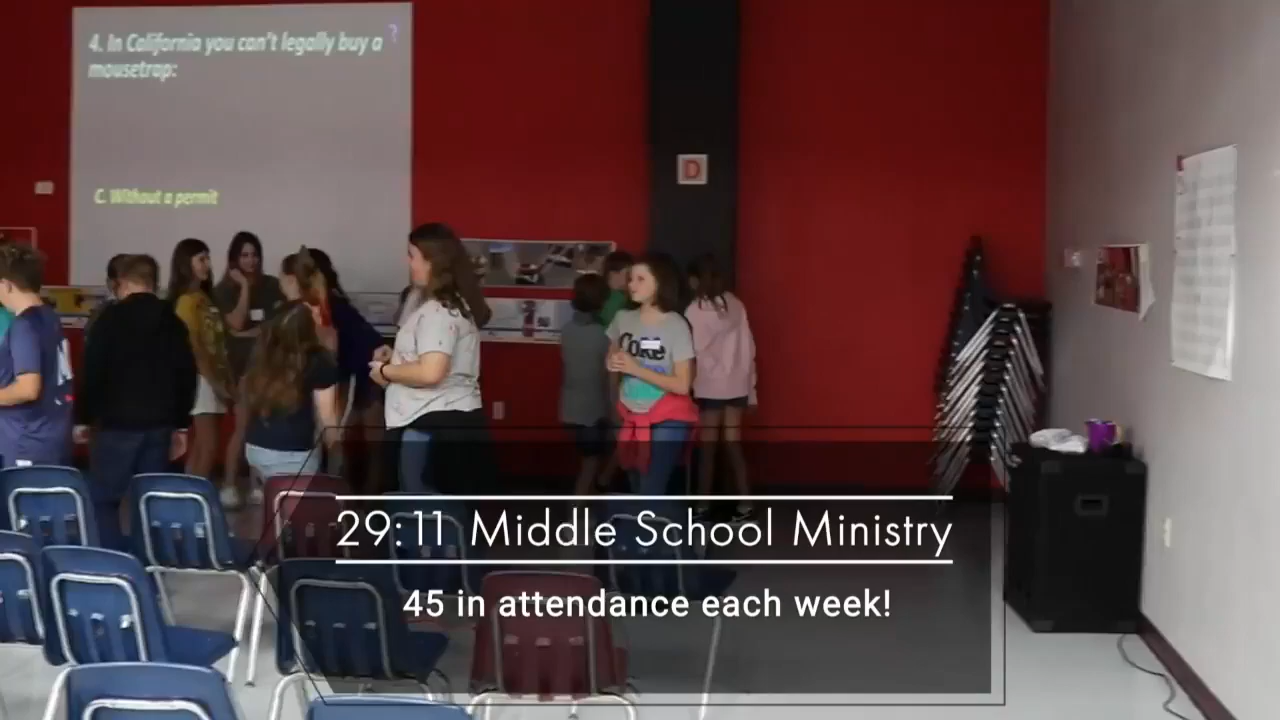 4. In California you can't legally buy a
mousetrap:
?
C. Without a permit
D
Coke
29:11 Middle School Ministry
45 in attendance each week!